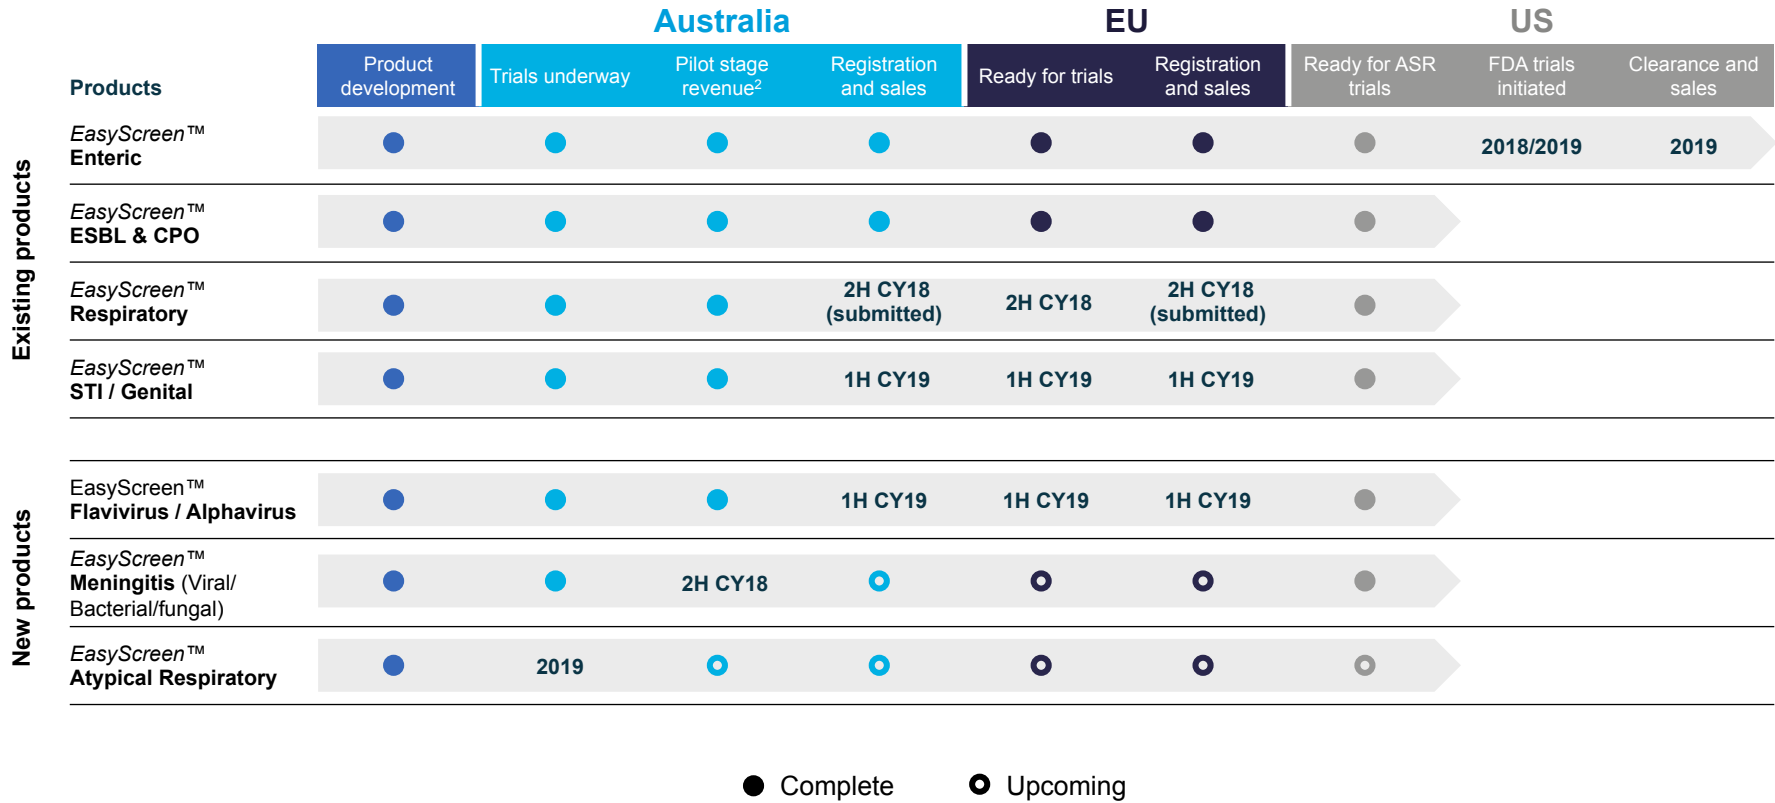 Australia
EU
US
Products
Product
development
Trials underway
Pilot stage
revenue²
Registration
and sales
Ready for trials
Registration
and sales
Ready for ASR
trials
FDA trials
initiated
Clearance and
sales
Existing products
EasyScreen™
Enteric
2018/2019
2019
EasyScreen™
ESBL & CPO
EasyScreen™
Respiratory
2H CY18
(submitted)
2H CY18
2H CY18
(submitted)
EasyScreen™
STI / Genital
1H CY19
1H CY19
1H CY19
New products
EasyScreen™
Flavivirus / Alphavirus
1H CY19
1H CY19
1H CY19
EasyScreen™
Meningitis (Viral/
Bacterial/fungal)
2H CY18
EasyScreen™
Atypical Respiratory
2019
Complete
Upcoming